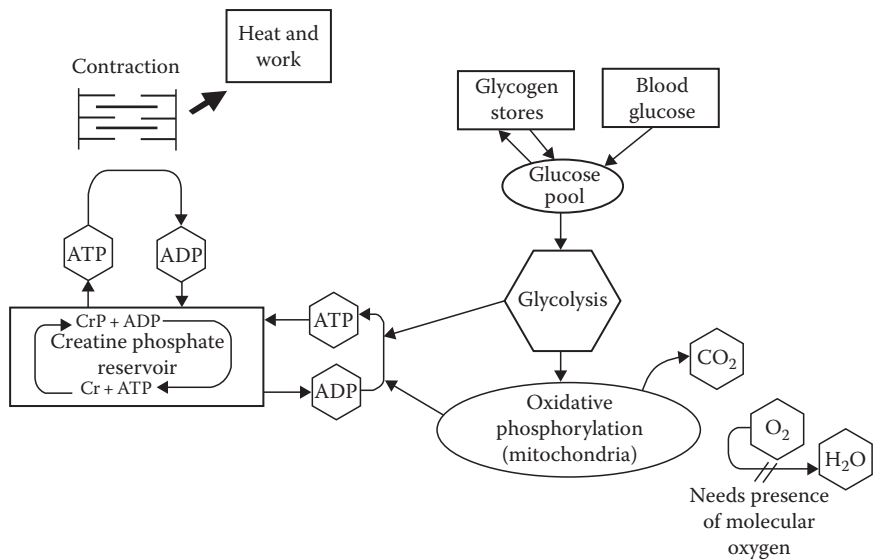 Heat and
work
Contraction
Glycogen
stores
Blood
glucose
Glucose
pool
ATP
ADP
Glycolysis
CrP + ADP
Creatine phosphate
reservoir
Cr + ATP
ATP
ADP
CO₂
Oxidative
phosphorylation
(mitochondria)
O₂
H₂O
Needs presence
of molecular
oxygen